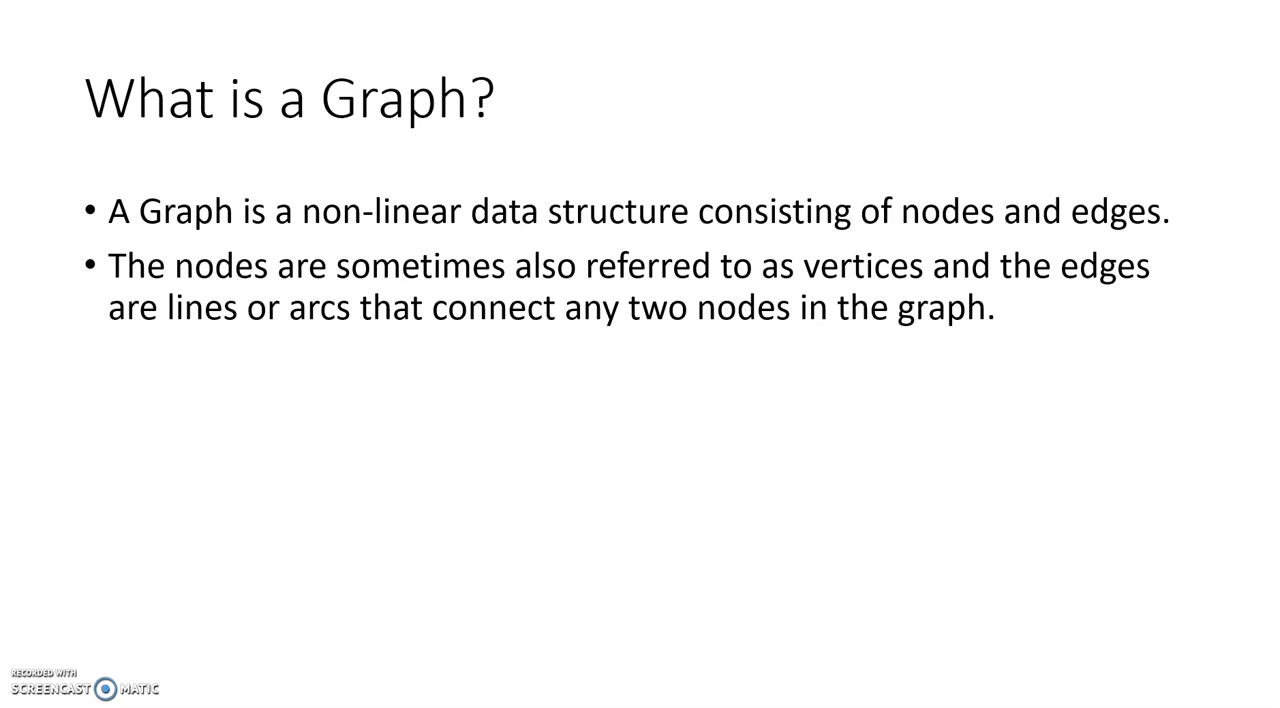 What is a Graph?
• A Graph is a non-linear data structure consisting of nodes and edges.
• The nodes are sometimes also referred to as vertices and the edges
are lines or arcs that connect any two nodes in the graph.
RECORDED WITH
SCREENCAST MATIC